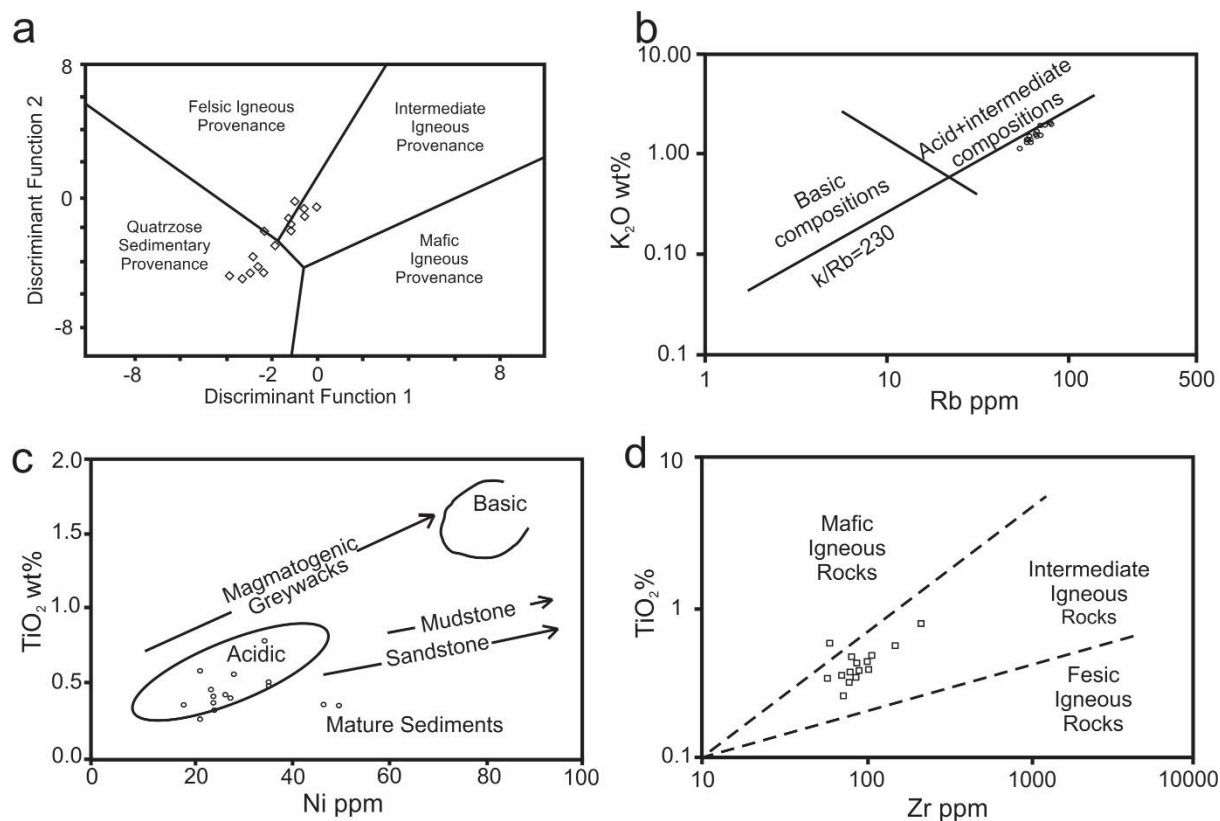 a
8
0
-8
Discriminant Function 2
Felsic Igneous
Provenance
Intermediate
Igneous
Provenance
Quatrzose
Sedimentary
Provenance
Mafic
Igneous
Provenance
-8
-2
0
8
Discriminant Function 1
b
10.00
1.00
0.10
0.1
K₂O wt%
Acid+intermediate
compositions
Basic
compositions
k/Rb=230
1
10
100
500
Rb ppm
c
2.0
1.5
1.0
0.5
0.0
TiO₂ wt%
Basic
Magmatogenic
Greywacks
Mudstone
Sandstone
Acidic
Mature Sediments
0
20
40
60
80
100
Ni ppm
d
10
1
0.1
TiO₂%
Mafic
Igneous
Rocks
Intermediate
Igneous
Rocks
Fesic
Igneous
Rocks
10
100
1000
10000
Zr ppm